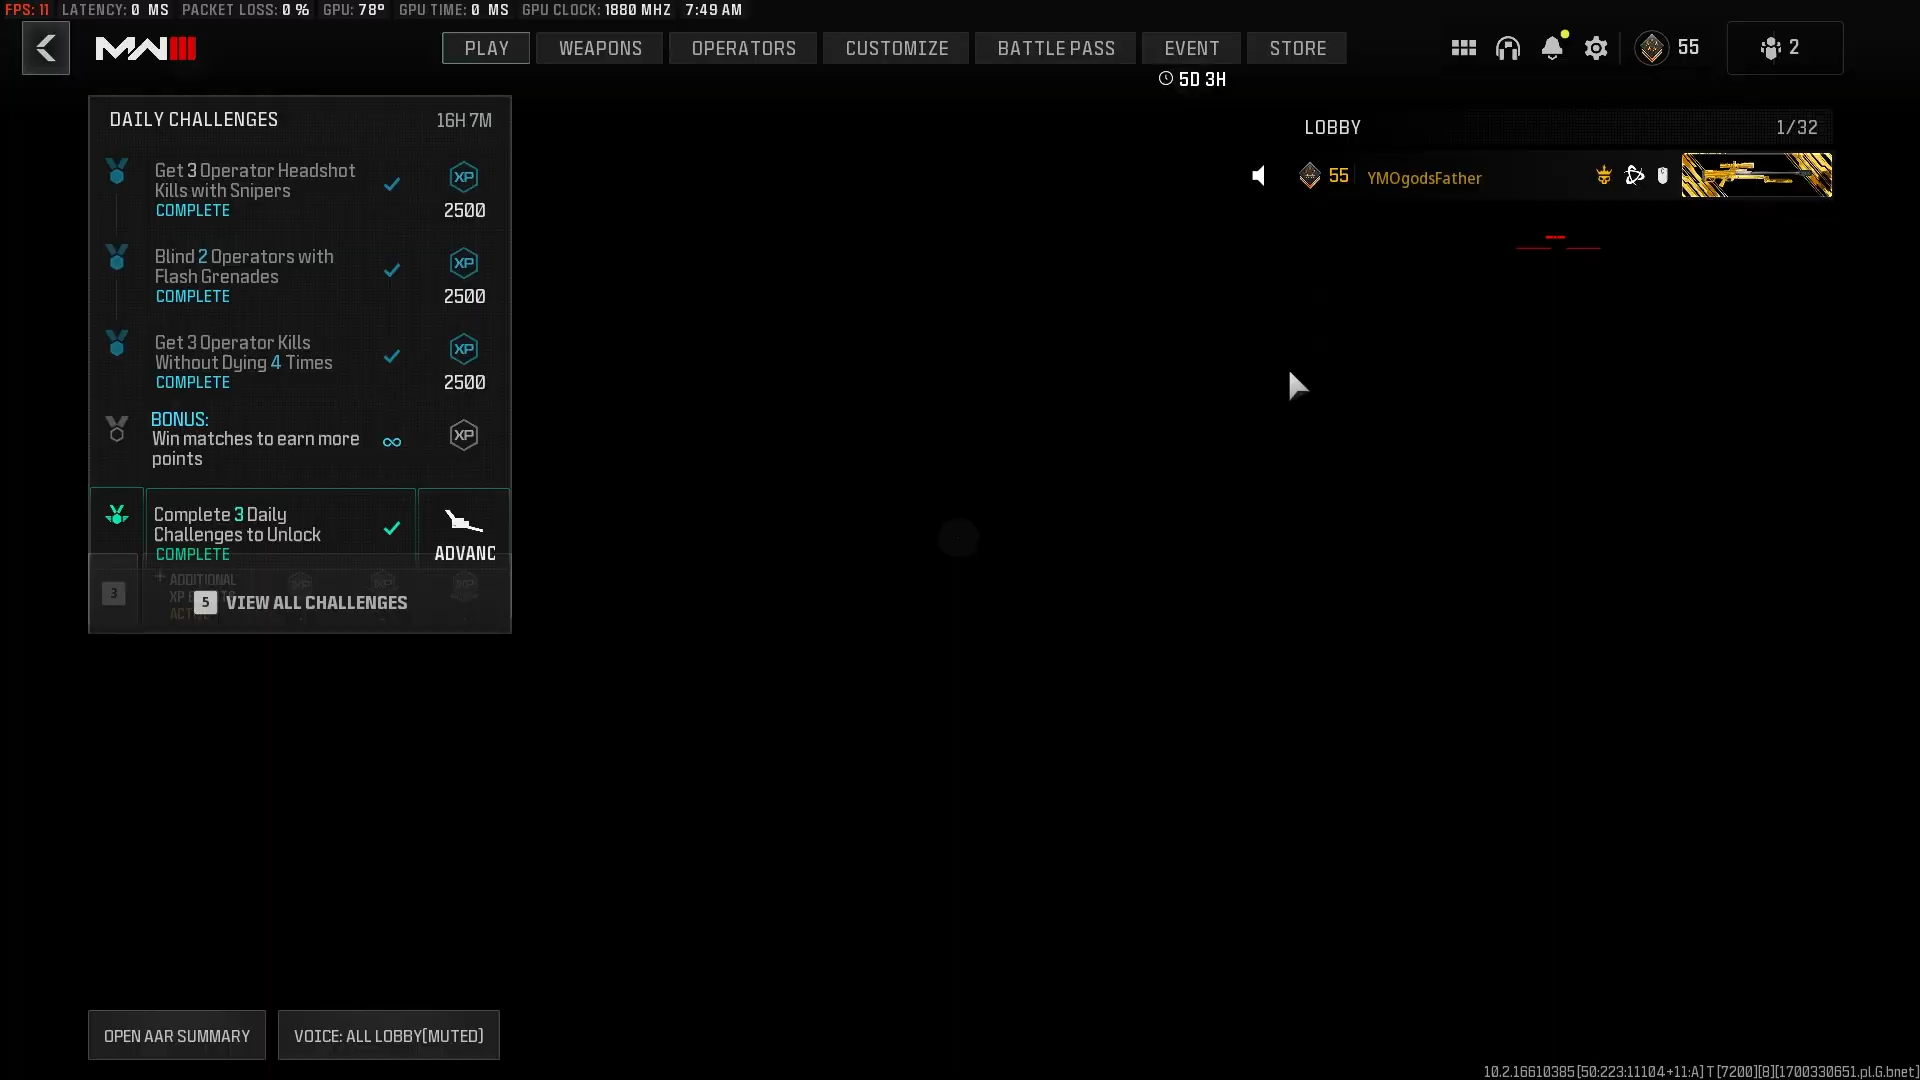 FPS: 11 LATENCY: 0 MS PACKET LOSS: 0 % GPU: 78° GPU TIME: 0 MS GPU CLOCK: 1880 MHZ 7:49 AM
MWIII PLAY WEAPONS OPERATORS CUSTOMIZE BATTLE PASS EVENT STORE 55 2
5D 3H
DAILY CHALLENGES 16H 7M
Get 3 Operator Headshot
Kills with Snipers
COMPLETE
XP
2500
Blind 2 Operators with
Flash Grenades
COMPLETE
XP
2500
Get 3 Operator Kills
Without Dying 4 Times
COMPLETE
XP
2500
BONUS:
Win matches to earn more
points
XP
Complete 3 Daily
Challenges to Unlock
COMPLETE
ADVANC
3
+ ADDITIONAL
5 VIEW ALL CHALLENGES
LOBBY 1/32
55 YMOgodsFather
OPEN AAR SUMMARY
VOICE: ALL LOBBY[MUTED]
10.2.16610385[50:223:11104+11:A] T [7200][8][1700330651.pl.G.bnet]